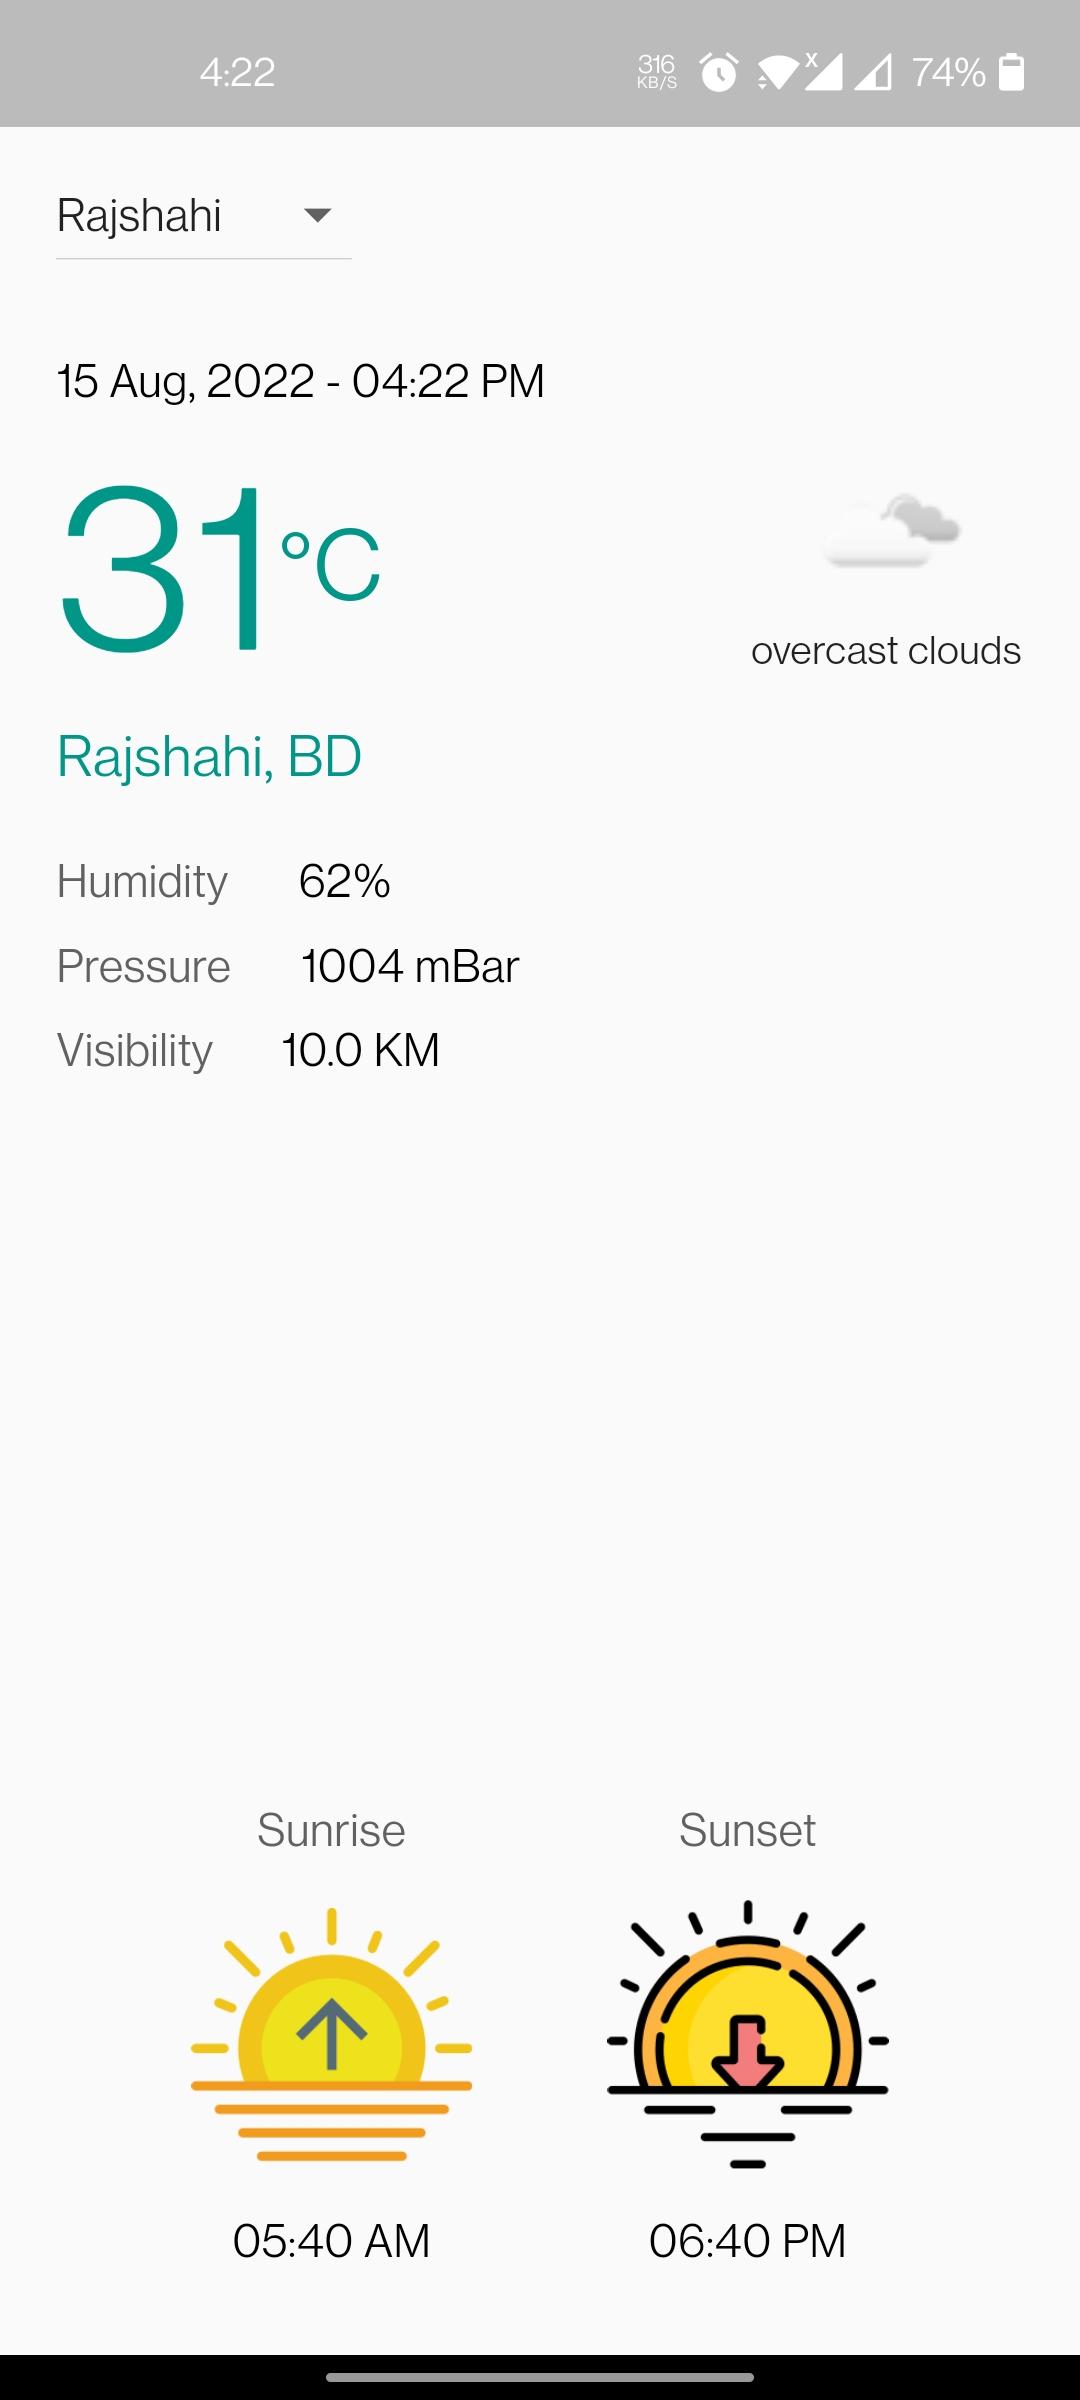 4:22 316 KB/S x 74%
Rajshahi
15 Aug, 2022 - 04:22 PM
31°C
overcast clouds
Rajshahi, BD
Humidity 62%
Pressure 1004 mBar
Visibility 10.0 KM
Sunrise Sunset
05:40 AM 06:40 PM